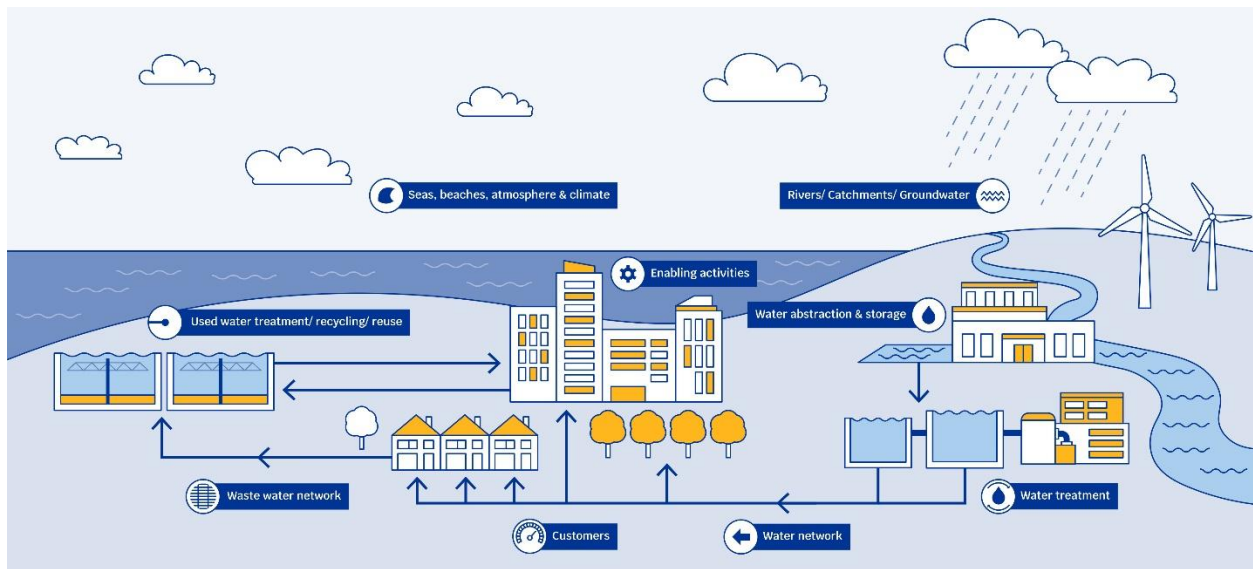 Seas, beaches, atmosphere & climate
Rivers/ Catchments/ Groundwater
Enabling activities
Used water treatment/ recycling/ reuse
Water abstraction & storage
Waste water network
Water treatment
Customers
Water network